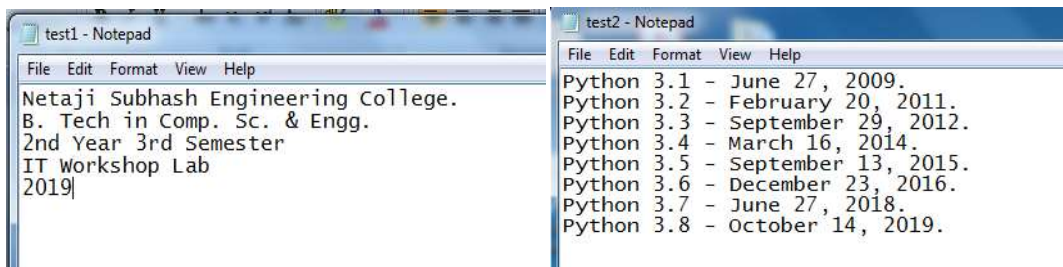 test1 - Notepad
File Edit Format View Help
Netaji Subhash Engineering College.
B. Tech in Comp. Sc. & Engg.
2nd Year 3rd Semester
IT Workshop Lab
2019
test2 - Notepad
File Edit Format View Help
Python 3.1 - June 27, 2009.
Python 3.2 - February 20, 2011.
Python 3.3 - September 29, 2012.
Python 3.4 - March 16, 2014.
Python 3.5 - September 13, 2015.
Python 3.6 - December 23, 2016.
Python 3.7 - June 27, 2018.
Python 3.8 - October 14, 2019.